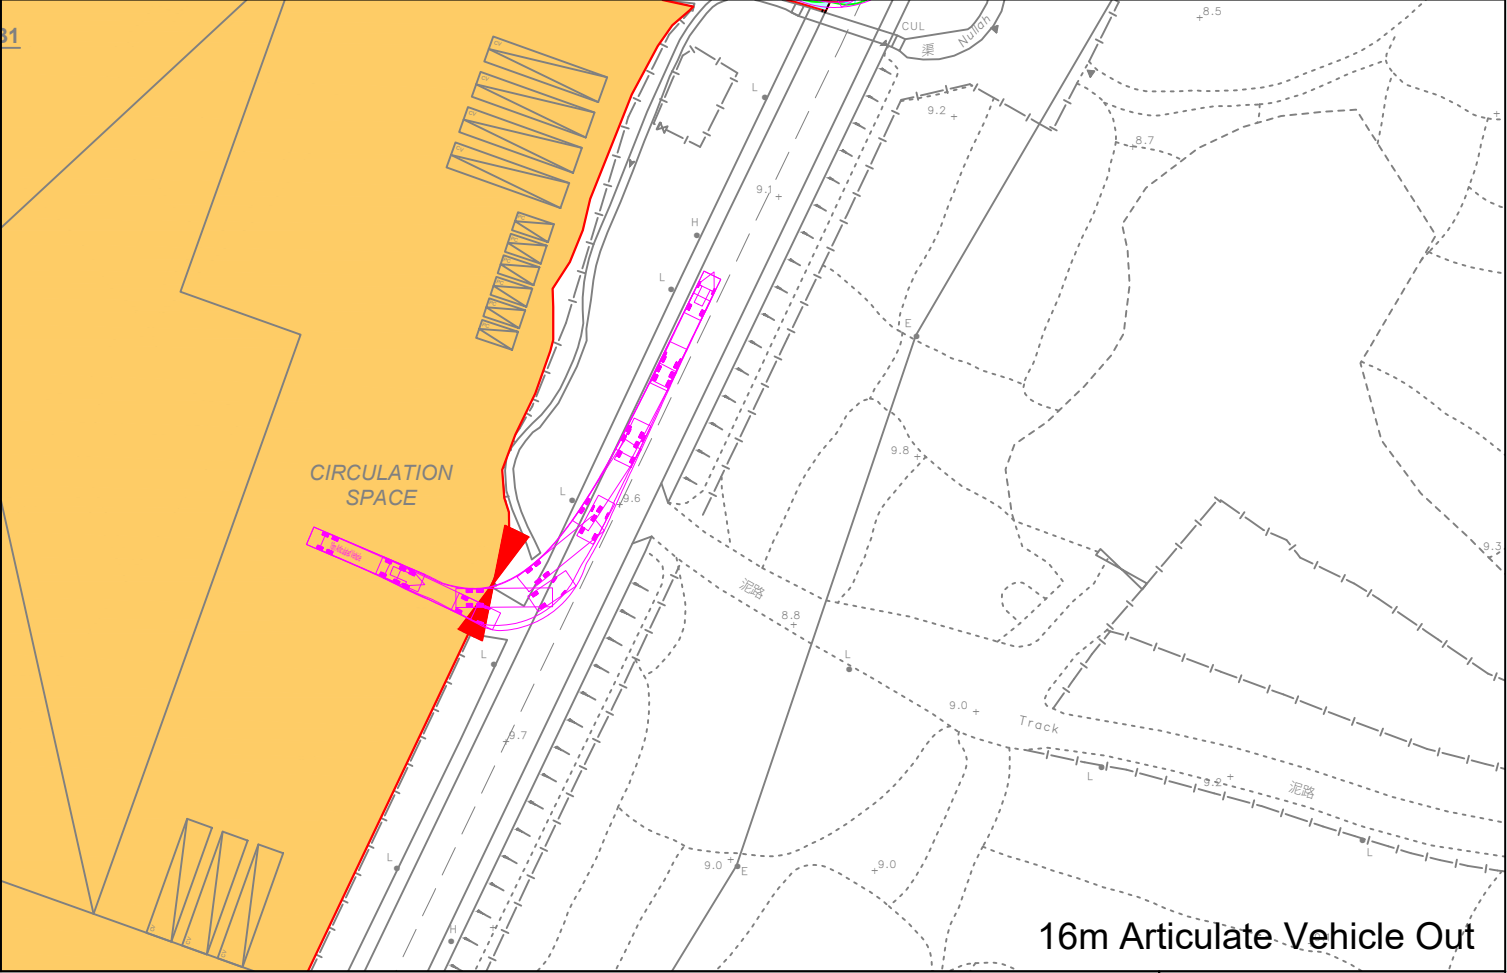 8.5
CUL
Nullah
渠
L
9.2
8.7
9.1
H
L
E
9.8
CIRCULATION
SPACE
L
9.6
9.3
泥路
8.8
L
L
9.0
Track
9.7
L
9.2
泥路
L
L
9.0
E
9.0
H
16m Articulate Vehicle Out